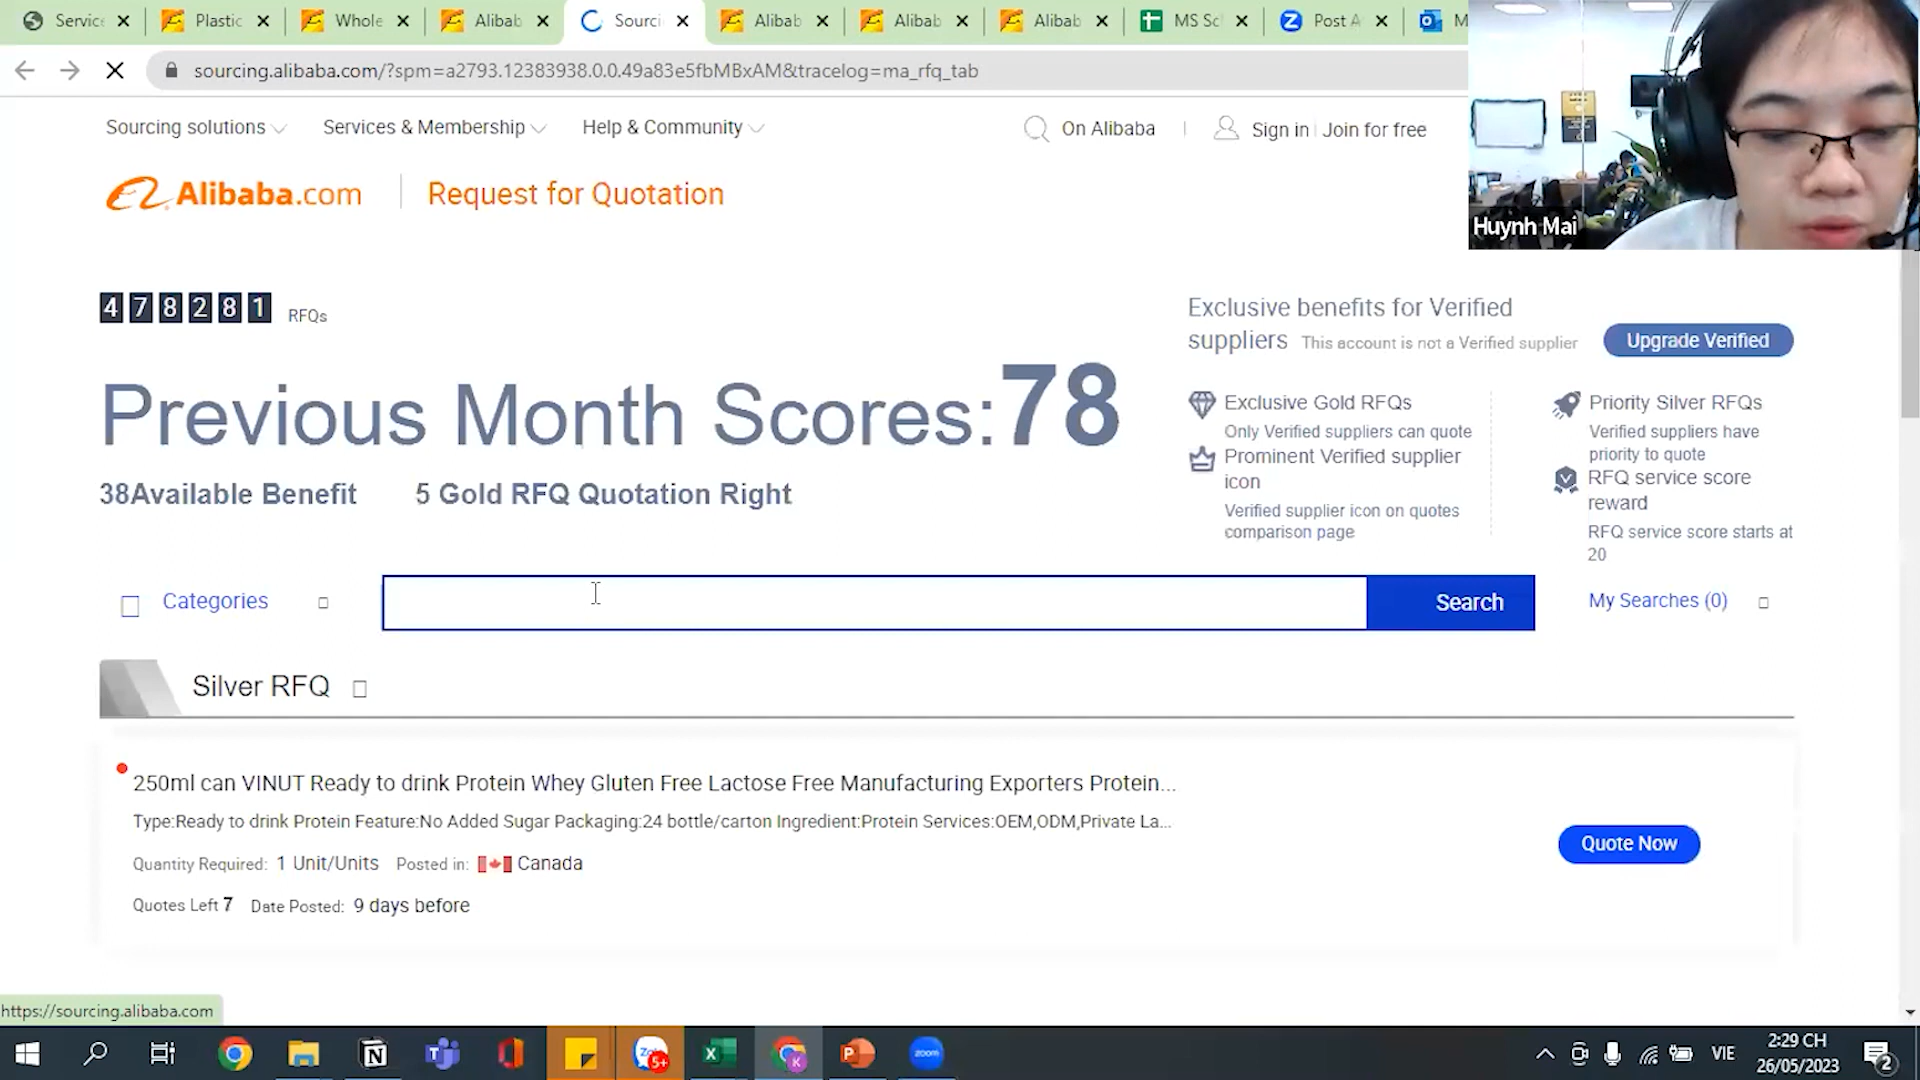 Servic
Plastic
Whole
Alibab
Sourci
Alibab
Alibab
Alibab
MS Sc
Post A
M
sourcing.alibaba.com/?spm=a2793.12383938.0.0.49a83e5fbMBxAM&tracelog=ma_rfq_tab
Sourcing solutions
Services & Membership
Help & Community
On Alibaba
Sign in
Join for free
Huynh Mai
Alibaba.com
Request for Quotation
478281 RFQs
Previous Month Scores:78
38Available Benefit
5 Gold RFQ Quotation Right
Exclusive benefits for Verified
suppliers This account is not a Verified supplier
Upgrade Verified
Exclusive Gold RFQs
Only Verified suppliers can quote
Prominent Verified supplier
icon
Verified supplier icon on quotes
comparison page
Priority Silver RFQs
Verified suppliers have
priority to quote
RFQ service score
reward
RFQ service score starts at
20
Categories
Search
My Searches (0)
Silver RFQ
250ml can VINUT Ready to drink Protein Whey Gluten Free Lactose Free Manufacturing Exporters Protein...
Type:Ready to drink Protein Feature:No Added Sugar Packaging:24 bottle/carton Ingredient:Protein Services:OEM,ODM,Private La...
Quantity Required: 1 Unit/Units Posted in: Canada
Quotes Left 7 Date Posted: 9 days before
Quote Now
https://sourcing.alibaba.com
5+
zoom
VIE
2:29 CH
26/05/2023
2